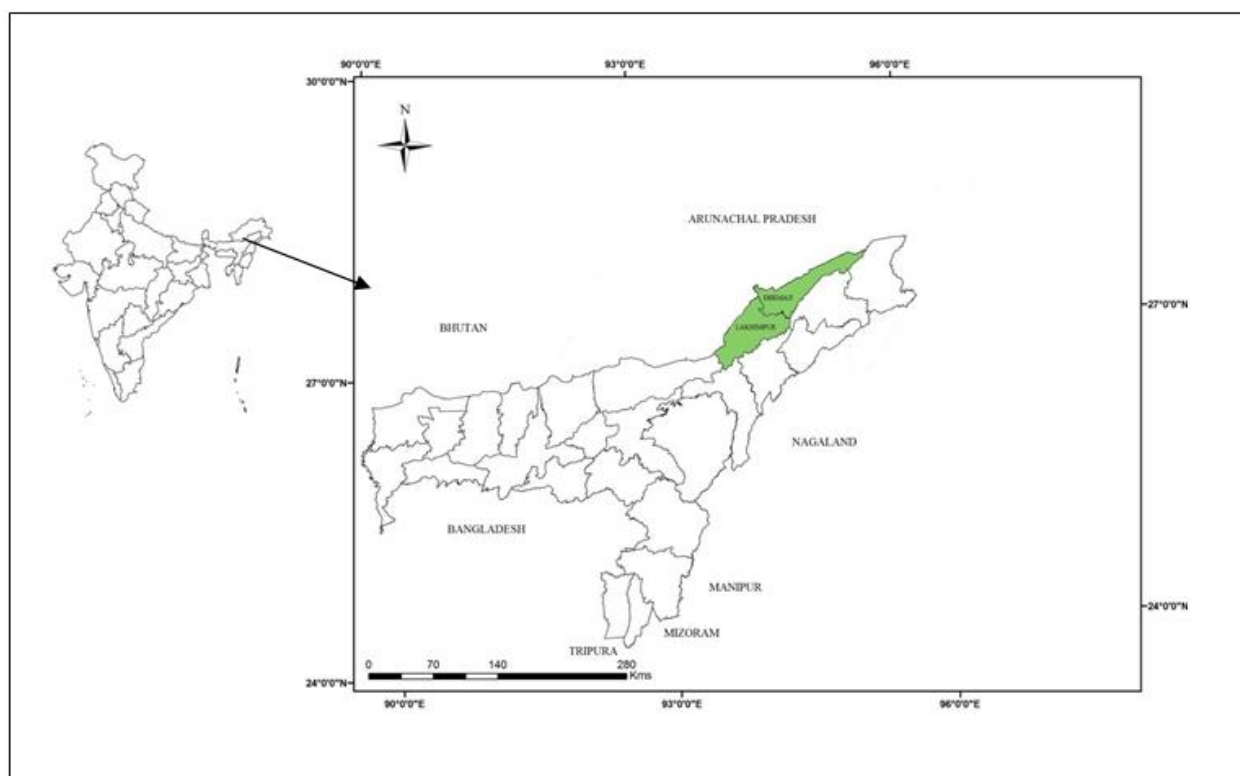 90°0'0"E 93°0'0"E 96°0'0"E
30°0'0"N
N
ARUNACHAL PRADESH
DHEMAJI
27°0'0"N
LAKHIMPUR
BHUTAN
27°0'0"N
NAGALAND
BANGLADESH
MANIPUR
24°0'0"N
MIZORAM
TRIPURA
0 70 140 280
Kms
24°0'0"N
90°0'0"E 93°0'0"E 96°0'0"E